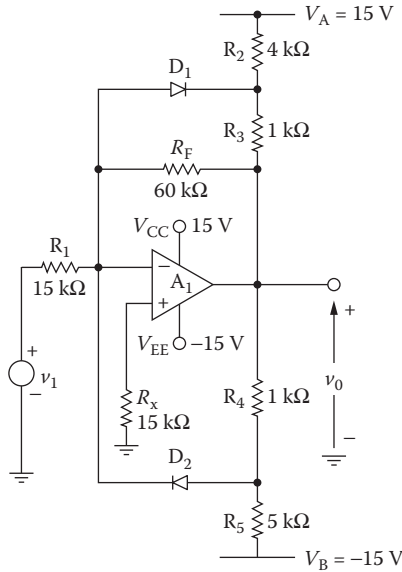 V_A = 15 V
R_2
4 kΩ
D_1
R_3
1 kΩ
R_F
60 kΩ
V_CC
15 V
R_1
15 kΩ
−
A_1
+
V_EE
−15 V
+
v_1
−
R_x
15 kΩ
R_4
1 kΩ
+
v_0
−
D_2
R_5
5 kΩ
V_B = −15 V